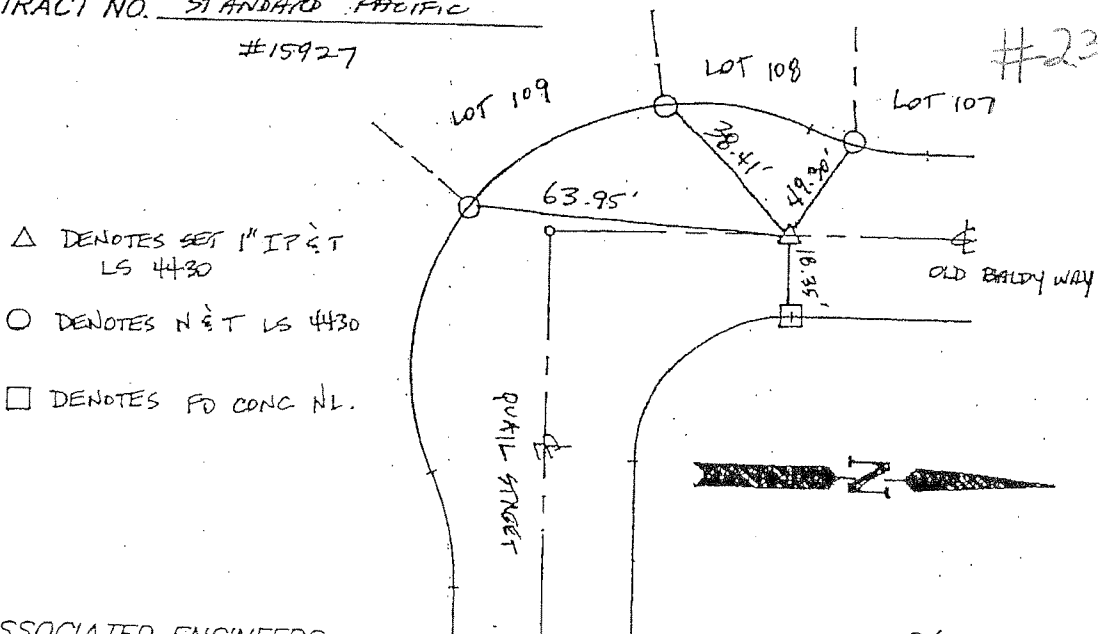 TRACT NO. STANDARD PACIFIC
#15927
#23
LOT 109
LOT 108
LOT 107
38.41'
49.30'
63.95'
18.35'
△ DENOTES SET 1" IP & T
LS 4430
OLD BALDY WAY
○ DENOTES N & T LS 4430
□ DENOTES FD CONC NL.
QUAIL STREET
N
ASSOCIATED ENGINEERS